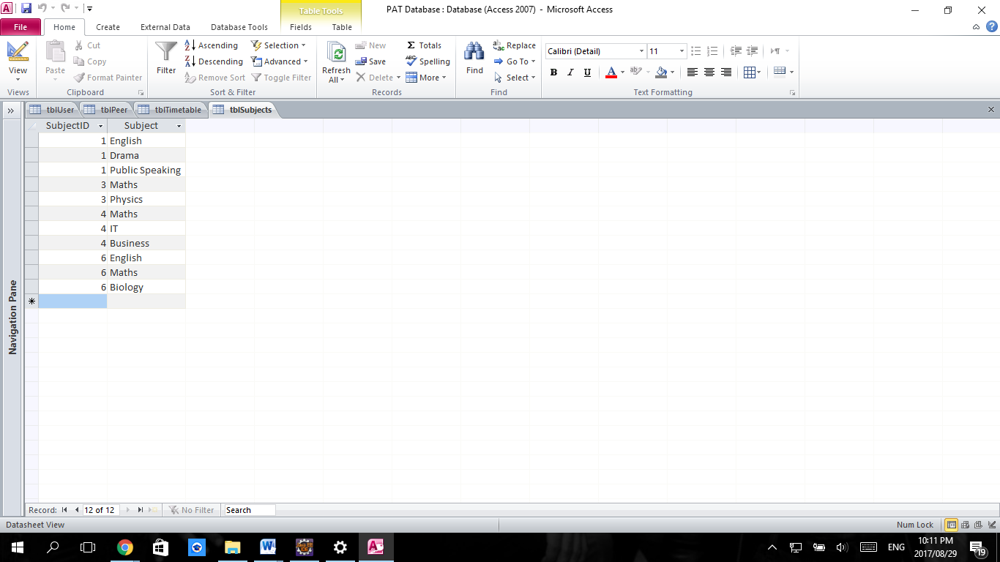 PAT Database : Database (Access 2007) - Microsoft Access
Table Tools
File Home Create External Data Database Tools Fields Table
View
Views
Paste
Cut
Copy
Format Painter
Clipboard
Filter
Ascending
Descending
Remove Sort
Selection
Advanced
Toggle Filter
Sort & Filter
Refresh
All
New
Save
Delete
Totals
Spelling
More
Records
Find
Replace
Go To
Select
Find
Calibri (Detail) 11
B I U A ab
Text Formatting
tblUser tblPeer tblTimetable tblSubjects
SubjectID Subject
1 English
1 Drama
1 Public Speaking
3 Maths
3 Physics
4 Maths
4 IT
4 Business
6 English
6 Maths
6 Biology
Navigation Pane
Record: 12 of 12 No Filter Search
Datasheet View Num Lock
ENG 10:11 PM
2017/08/29
19